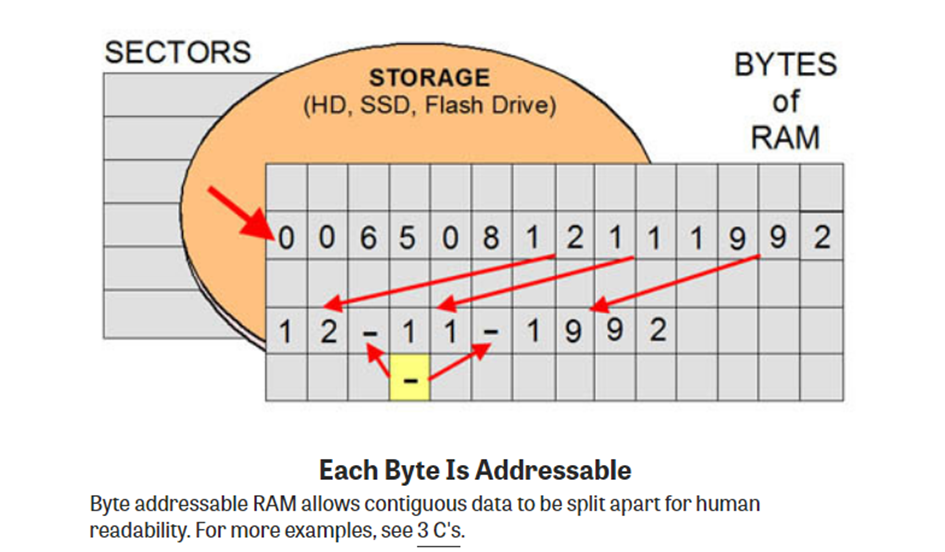 SECTORS
STORAGE
(HD, SSD, Flash Drive)
BYTES
of
RAM
0 0 6 5 0 8 1 2 1 1 1 9 9 2
1 2 - 1 1 - 1 9 9 2
-
Each Byte Is Addressable
Byte addressable RAM allows contiguous data to be split apart for human
readability. For more examples, see 3 C's.